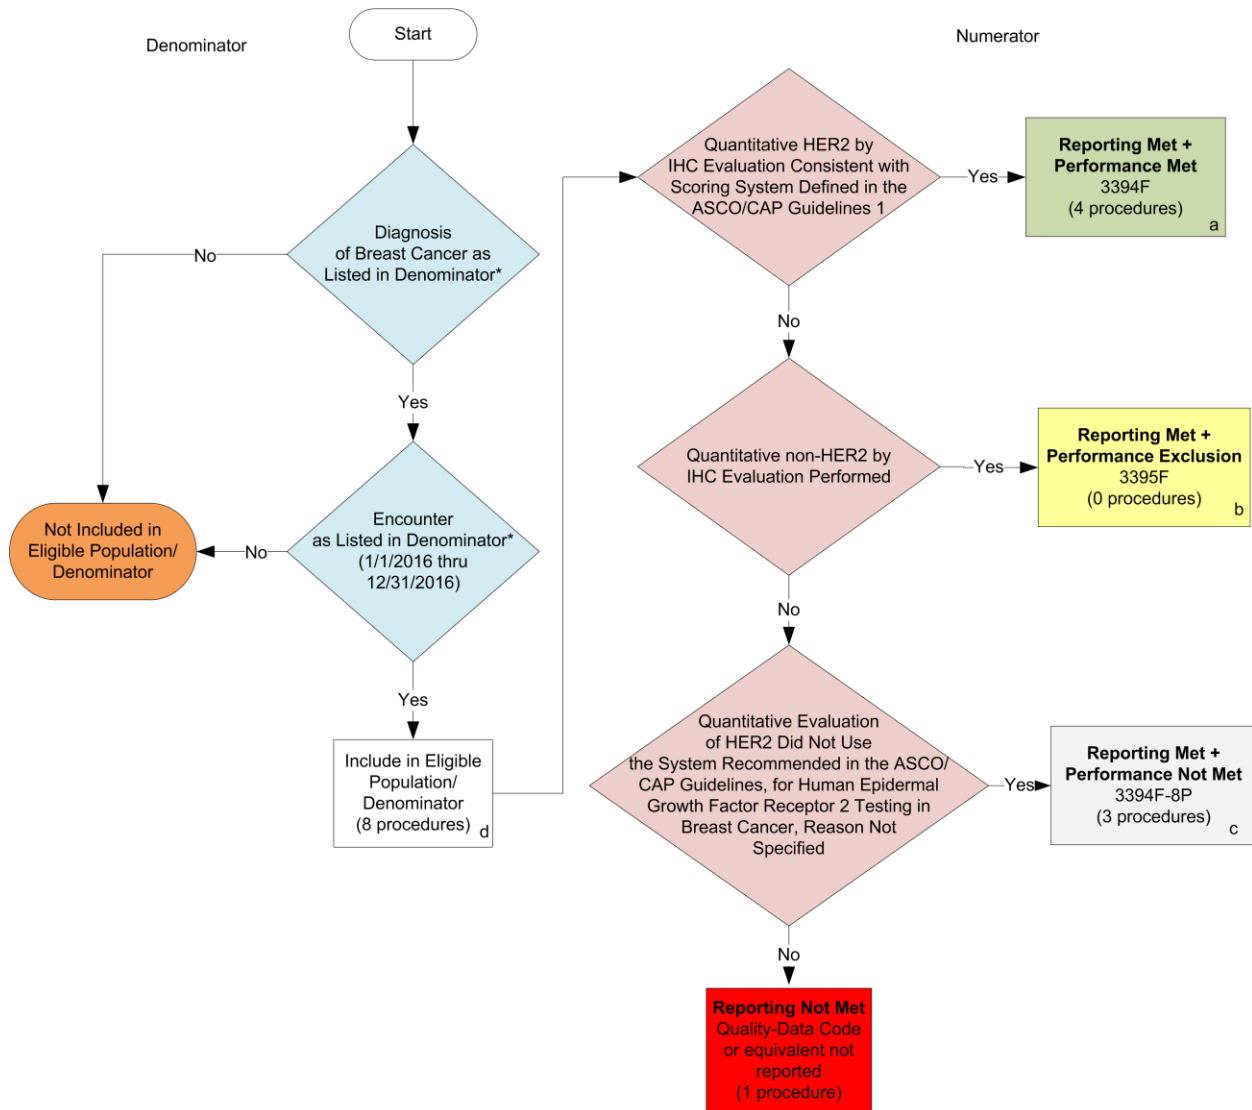 Denominator
Start
Numerator
Diagnosis
of Breast Cancer as
Listed in Denominator*
No
Yes
Encounter
as Listed in Denominator*
(1/1/2016 thru
12/31/2016)
No
Not Included in
Eligible Population/
Denominator
Yes
Include in Eligible
Population/
Denominator
(8 procedures)
d
Quantitative HER2 by
IHC Evaluation Consistent with
Scoring System Defined in the
ASCO/CAP Guidelines 1
Yes
Reporting Met +
Performance Met
3394F
(4 procedures)
a
No
Quantitative non-HER2 by
IHC Evaluation Performed
Yes
Reporting Met +
Performance Exclusion
3395F
(0 procedures)
b
No
Quantitative Evaluation
of HER2 Did Not Use
the System Recommended in the ASCO/
CAP Guidelines, for Human Epidermal
Growth Factor Receptor 2 Testing in
Breast Cancer, Reason Not
Specified
Yes
Reporting Met +
Performance Not Met
3394F-8P
(3 procedures)
c
No
Reporting Not Met
Quality-Data Code
or equivalent not
reported
(1 procedure)